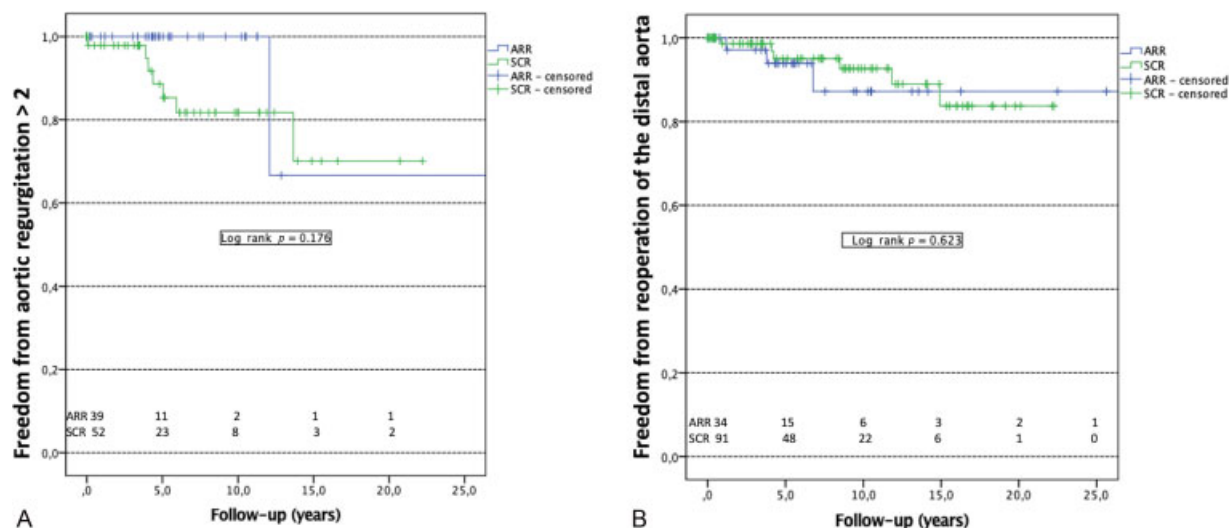 Freedom from aortic regurgitation > 2
1,0
0,8
0,6
0,4
0,2
0,0
ARR
SCR
ARR - censored
SCR - censored
Log rank p = 0.176
ARR 39 11 2 1 1
SCR 52 23 8 3 2
,0 5,0 10,0 15,0 20,0 25,0
Follow-up (years)
A
Freedom from reoperation of the distal aorta
1,0
0,8
0,6
0,4
0,2
0,0
ARR
SCR
ARR - censored
SCR - censored
Log rank p = 0.623
ARR 34 15 6 3 2 1
SCR 91 48 22 6 1 0
,0 5,0 10,0 15,0 20,0 25,0
Follow-up (years)
B